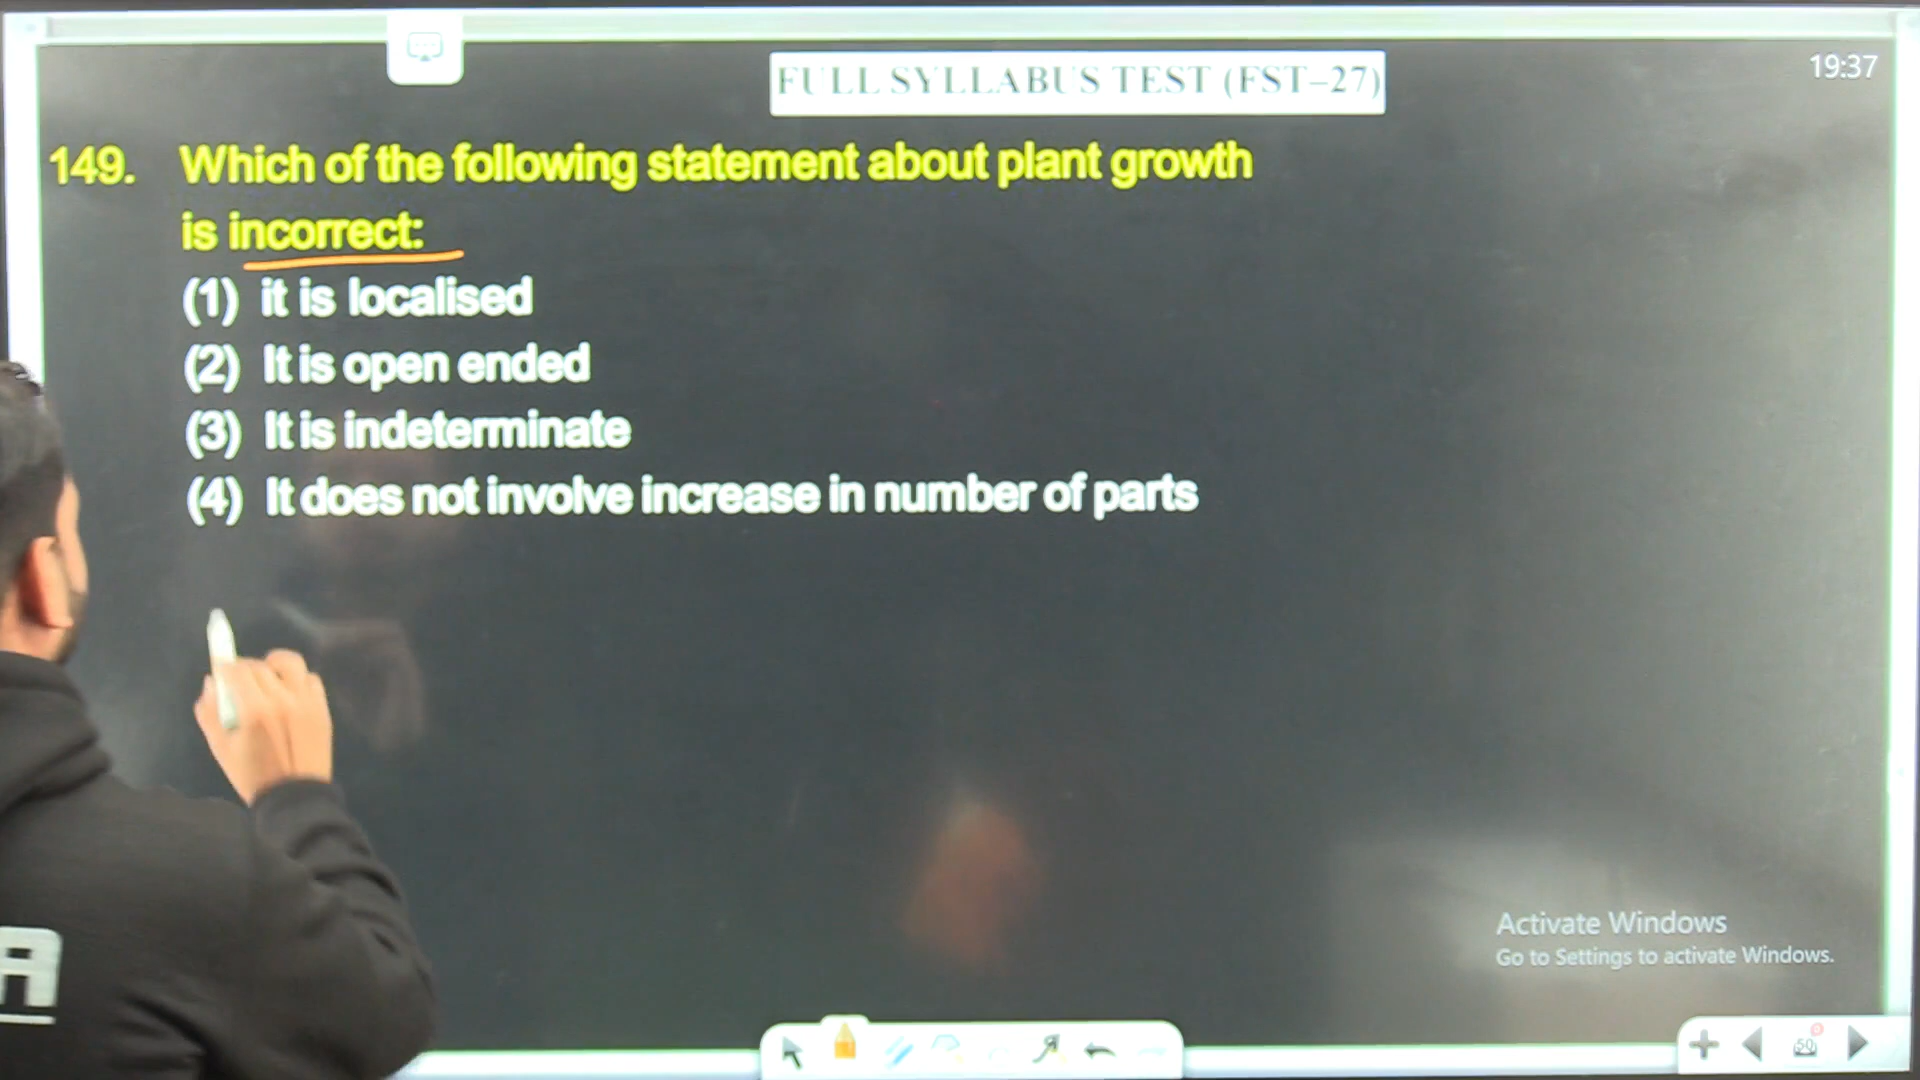 FULL SYLLABUS TEST (FST–27)
19:37
149. Which of the following statement about plant growth
is incorrect:
(1) it is localised
(2) It is open ended
(3) It is indeterminate
(4) It does not involve increase in number of parts
A
Activate Windows
Go to Settings to activate Windows.
50